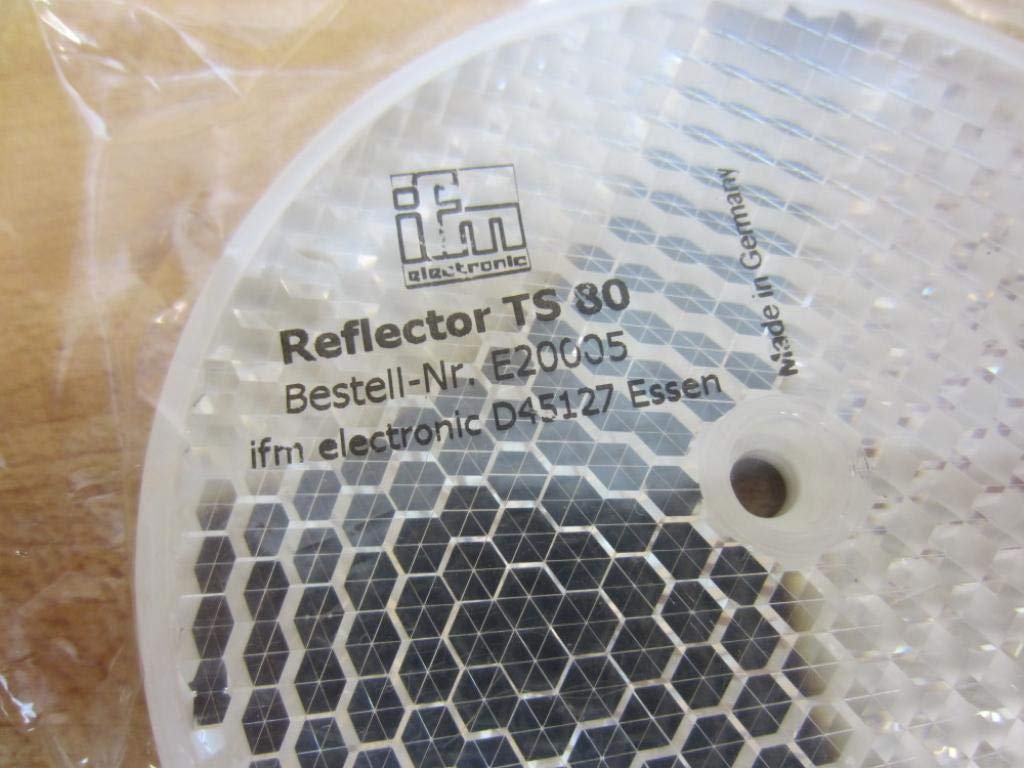 ifm
electronic
Reflector TS 80
Bestell-Nr. E20005
ifm electronic D45127 Essen
Made in Germany